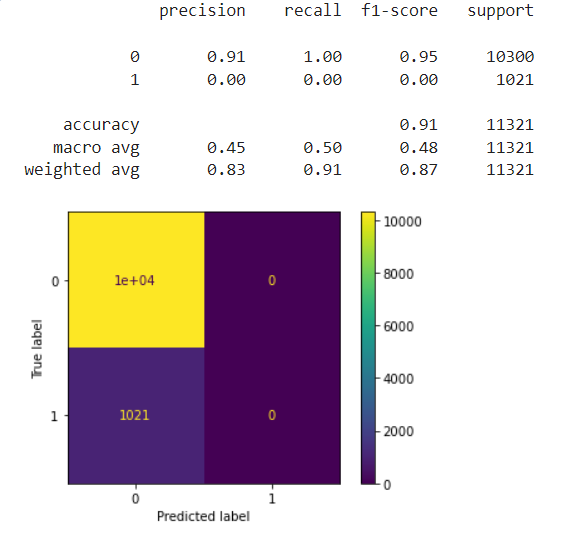 precision recall f1-score support
0 0.91 1.00 0.95 10300
1 0.00 0.00 0.00 1021
accuracy 0.91 11321
macro avg 0.45 0.50 0.48 11321
weighted avg 0.83 0.91 0.87 11321
10000
8000
6000
4000
2000
0
True label
0
1
1e+04 0
1021 0
0 1
Predicted label